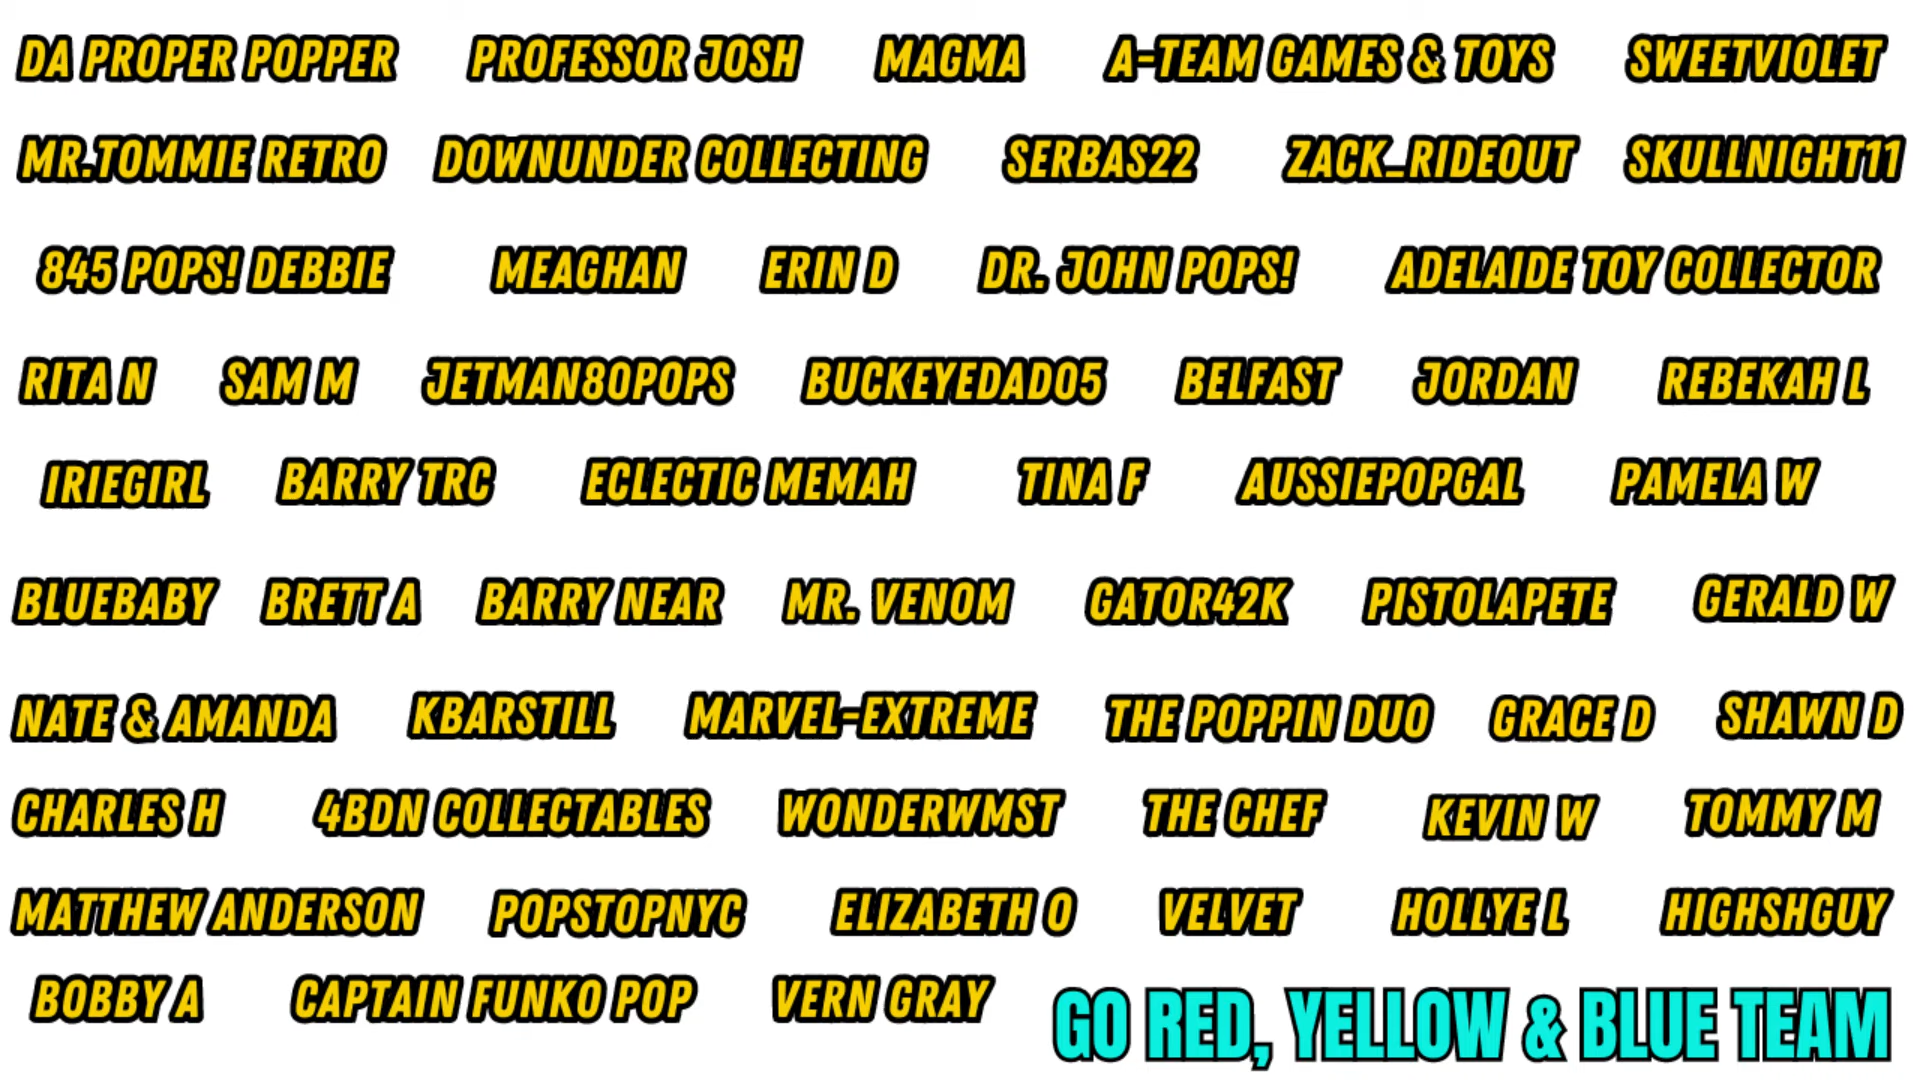 DA PROPER POPPER PROFESSOR JOSH MAGMA A-TEAM GAMES & TOYS SWEETVIOLET
MR.TOMMIE RETRO DOWNUNDER COLLECTING SERBAS22 ZACK_RIDEOUT SKULLNIGHT11
845 POPS! DEBBIE MEAGHAN ERIN D DR. JOHN POPS! ADELAIDE TOY COLLECTOR
RITA N SAM M JETMAN80POPS BUCKEYEDAD05 BELFAST JORDAN REBEKAH L
IRIEGIRL BARRY TRC ECLECTIC MEMAH TINA F AUSSIEPOPGAL PAMELA W
BLUEBABY BRETT A BARRY NEAR MR. VENOM GATOR42K PISTOLAPETE GERALD W
NATE & AMANDA KBARSTILL MARVEL-EXTREME THE POPPIN DUO GRACE D SHAWN D
CHARLES H 4BDN COLLECTABLES WONDERWMST THE CHEF KEVIN W TOMMY M
MATTHEW ANDERSON POPSTOPNYC ELIZABETH O VELVET HOLLYE L HIGHSHGUY
BOBBY A CAPTAIN FUNKO POP VERN GRAY GO RED, YELLOW & BLUE TEAM